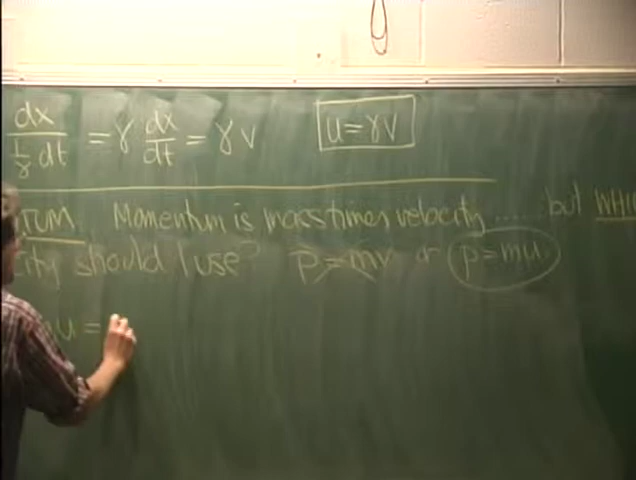 dx / (1/γ dt) = γ dx/dt = γ v    u = γv
TUM. Momentum is mass times velocity ...... but WHI
city should I use? p = mv or p = mu.
mu =